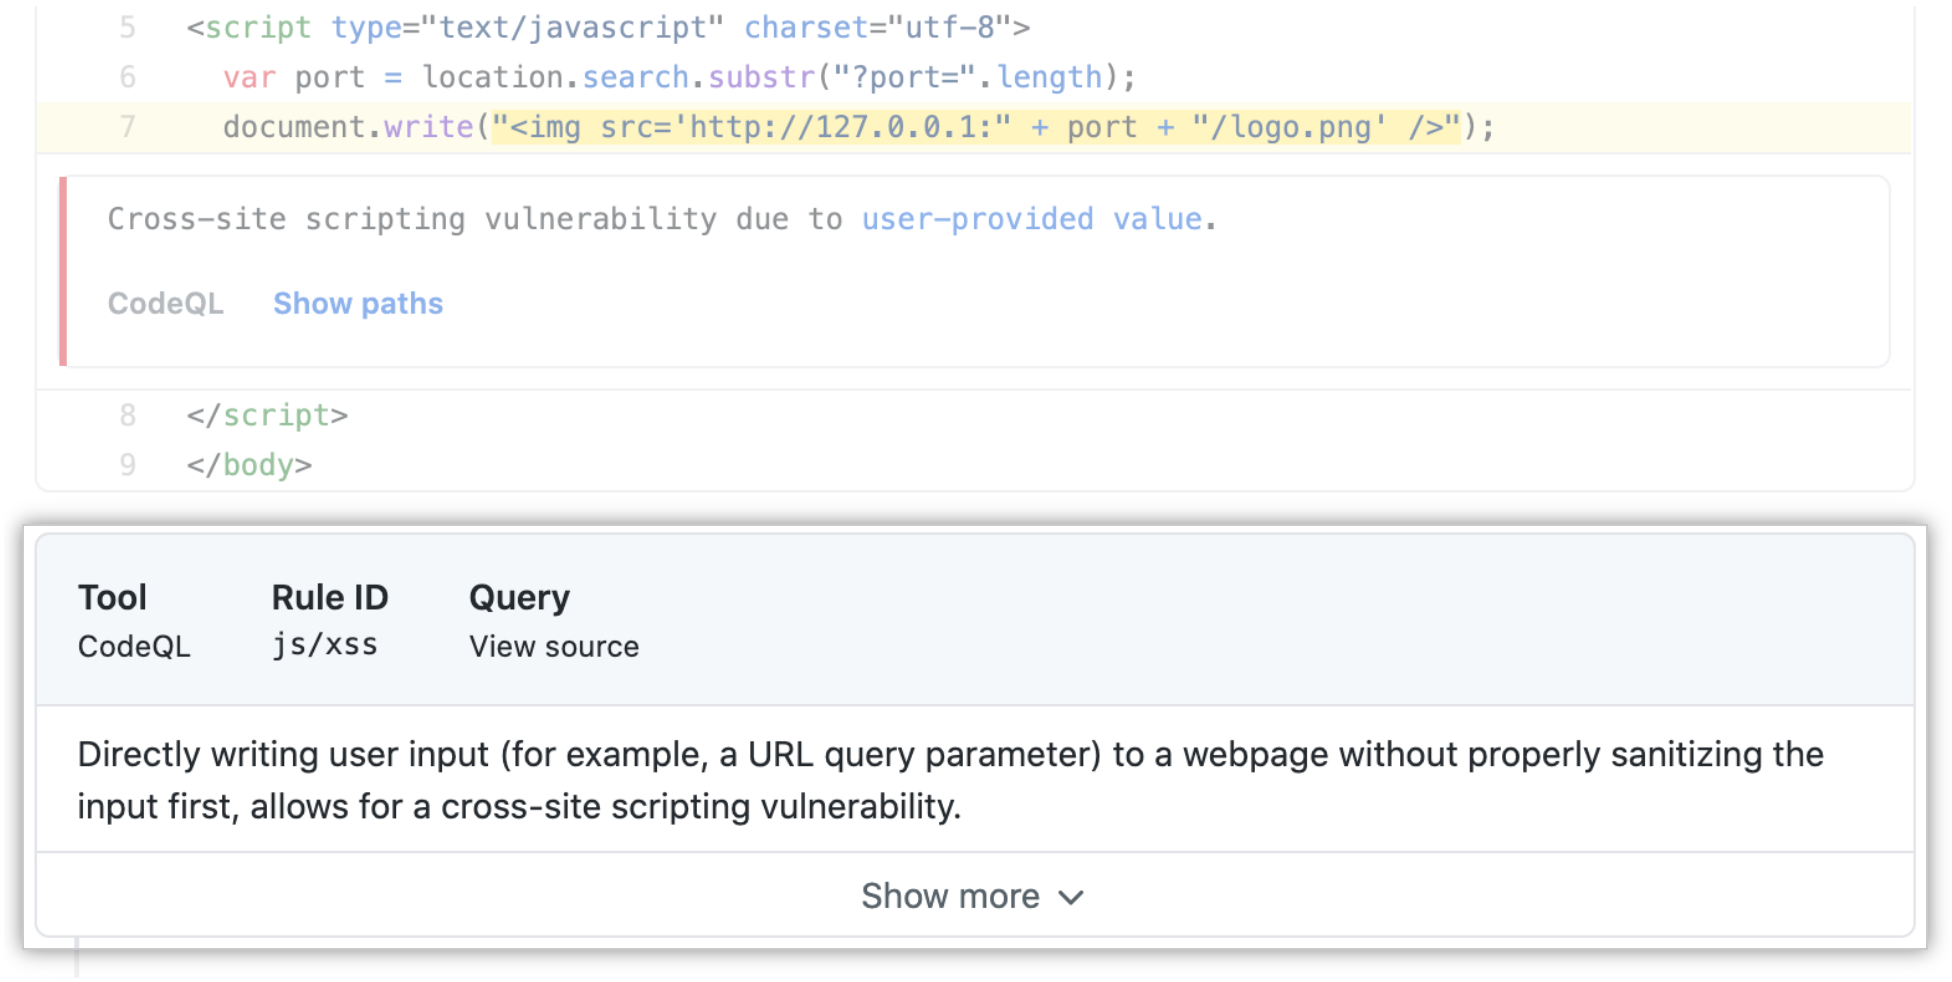 5 <script type="text/javascript" charset="utf-8">
6 var port = location.search.substr("?port=".length);
7 document.write("<img src='http://127.0.0.1:" + port + "/logo.png' />");
Cross-site scripting vulnerability due to user-provided value.
CodeQL Show paths
8 </script>
9 </body>
Tool Rule ID Query
CodeQL js/xss View source
Directly writing user input (for example, a URL query parameter) to a webpage without properly sanitizing the
input first, allows for a cross-site scripting vulnerability.
Show more